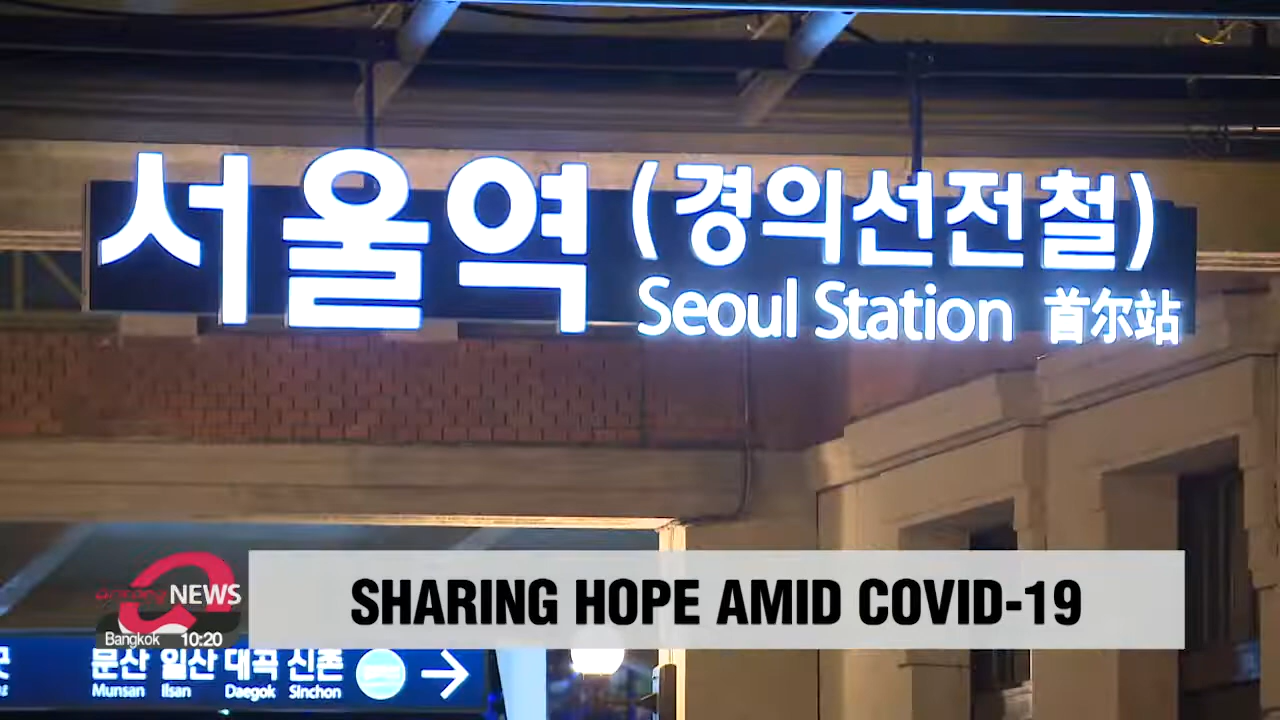 서울역 (경의선전철)
Seoul Station 首尔站
arirang NEWS
SHARING HOPE AMID COVID-19
Bangkok 10:20
문산 일산 대곡 신촌
Munsan Ilsan Daegok Sinchon